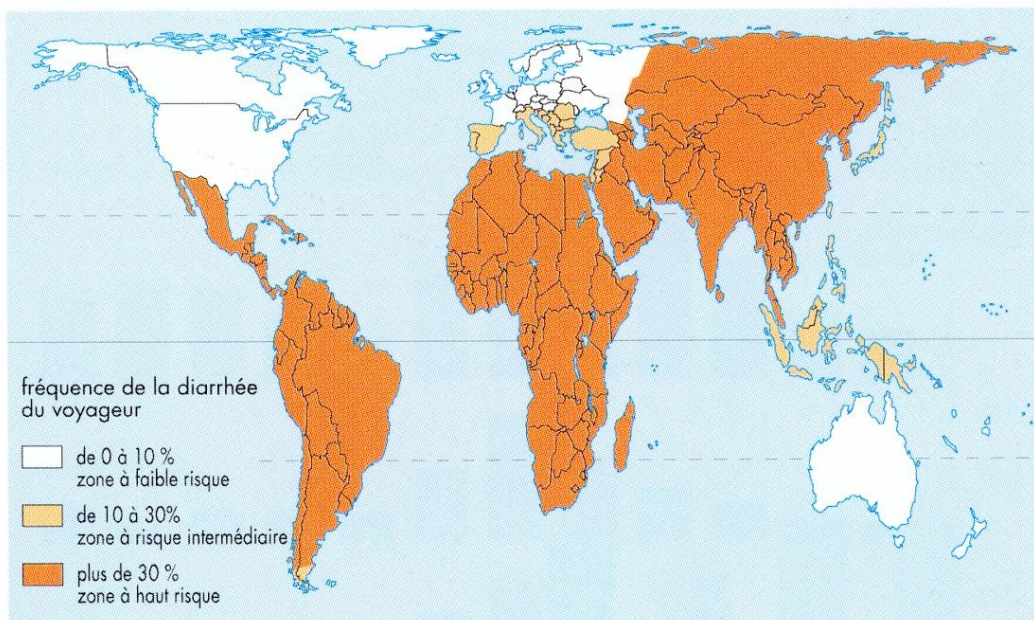 fréquence de la diarrhée
du voyageur
de 0 à 10 %
zone à faible risque
de 10 à 30%
zone à risque intermédiaire
plus de 30 %
zone à haut risque